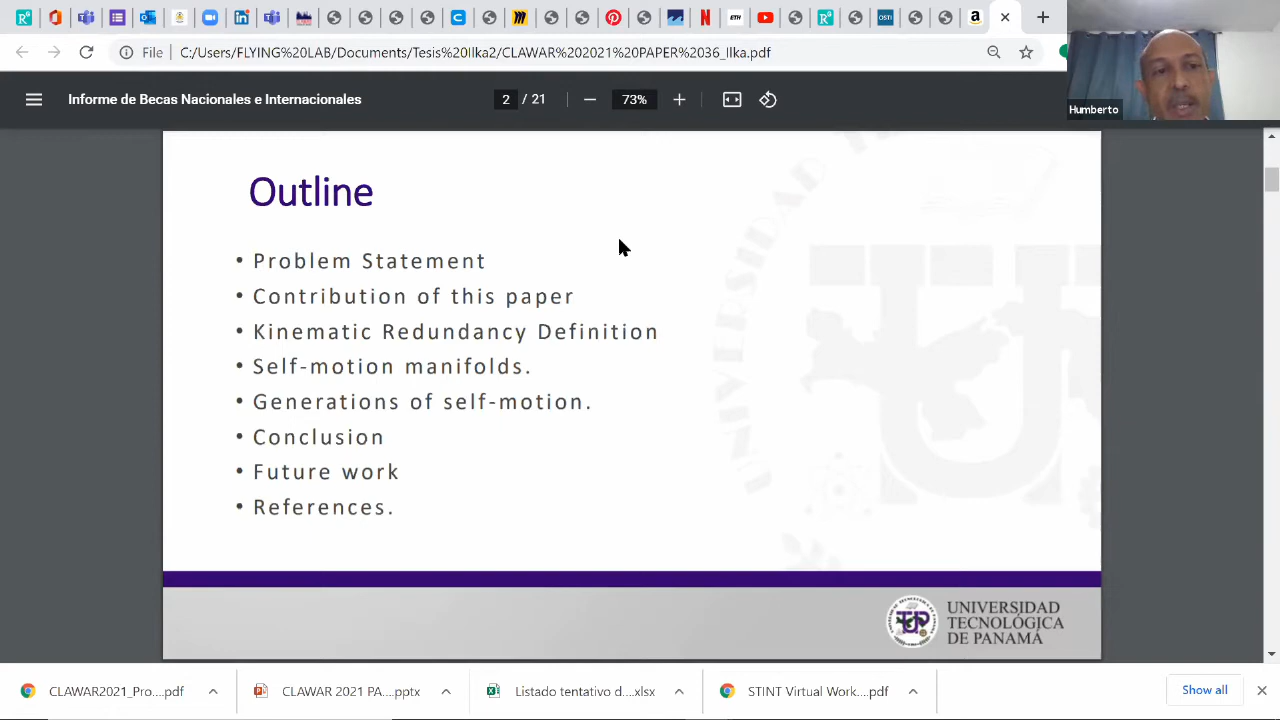 File
C:/Users/FLYING%20LAB/Documents/Tesis%20Ilka2/CLAWAR%202021%20PAPER%2036_Ilka.pdf
Informe de Becas Nacionales e Internacionales
2 / 21
73%
Humberto
Outline
• Problem Statement
• Contribution of this paper
• Kinematic Redundancy Definition
• Self-motion manifolds.
• Generations of self-motion.
• Conclusion
• Future work
• References.
UNIVERSIDAD
TECNOLÓGICA
DE PANAMÁ
CLAWAR2021_Pro....pdf
CLAWAR 2021 PA....pptx
Listado tentativo d....xlsx
STINT Virtual Work....pdf
Show all